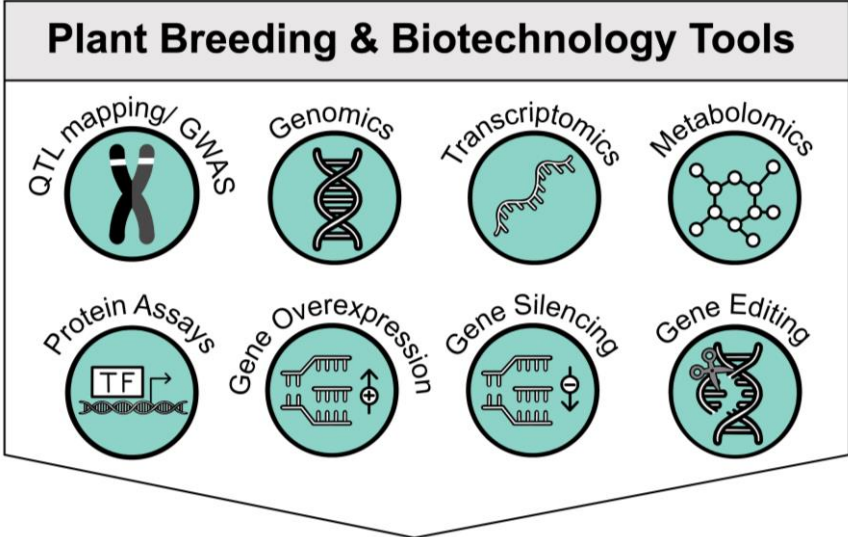 Plant Breeding & Biotechnology Tools
QTL mapping/ GWAS
Genomics
Transcriptomics
Metabolomics
Protein Assays
Gene Overexpression
Gene Silencing
Gene Editing
TF